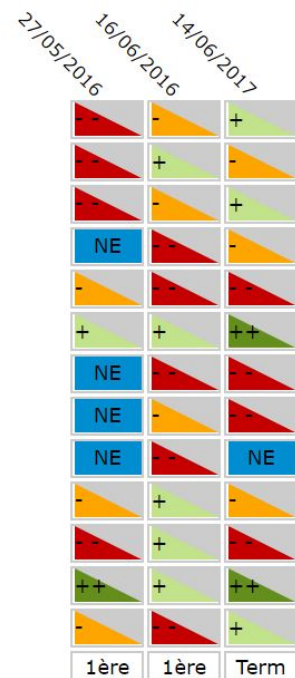 27/05/2016 16/06/2016 14/06/2017
-- - +
-- + -
-- - +
NE -- -
- -- --
+ + ++
NE -- --
NE - --
NE -- NE
- + -
-- + --
++ + ++
- -- +
1ère 1ère Term